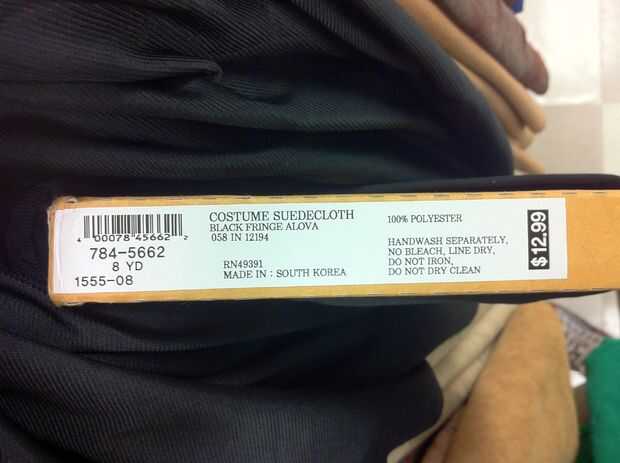 4 00078 45662 2
784-5662
8 YD
1555-08
COSTUME SUEDECLOTH
BLACK FRINGE ALOVA
058 IN 12194
RN49391
MADE IN : SOUTH KOREA
100% POLYESTER
HANDWASH SEPARATELY,
NO BLEACH, LINE DRY,
DO NOT IRON,
DO NOT DRY CLEAN
$12.99